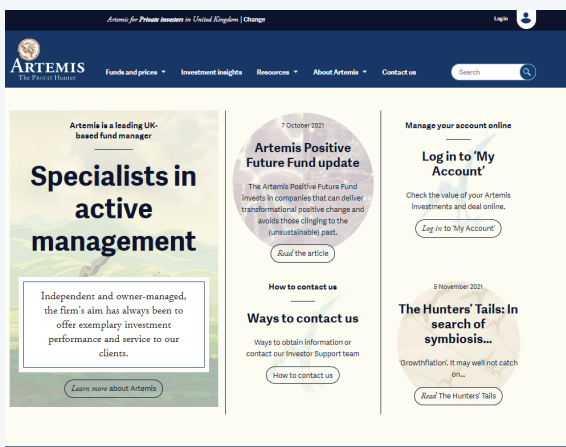 Artemis for Private investors in United Kingdom | Change
Login
ARTEMIS
The PROFIT Hunter
Funds and prices
Investment insights
Resources
About Artemis
Contact us
Search
Artemis is a leading UK-
based fund manager
Specialists in
active
management
Independent and owner-managed,
the firm's aim has always been to
offer exemplary investment
performance and service to our
clients.
Learn more about Artemis
7 October 2021
Artemis Positive
Future Fund update
The Artemis Positive Future Fund
invests in companies that can deliver
transformational positive change and
avoids those clinging to the
(unsustainable) past.
Read the article
How to contact us
Ways to contact us
Ways to obtain information or
contact our Investor Support team
How to contact us
Manage your account online
Log in to 'My
Account'
Check the value of your Artemis
investments and deal online.
Log in to 'My Account'
5 November 2021
The Hunters' Tails: In
search of
symbiosis...
'Growthflation'. It may well not catch
on...
Read The Hunters' Tails